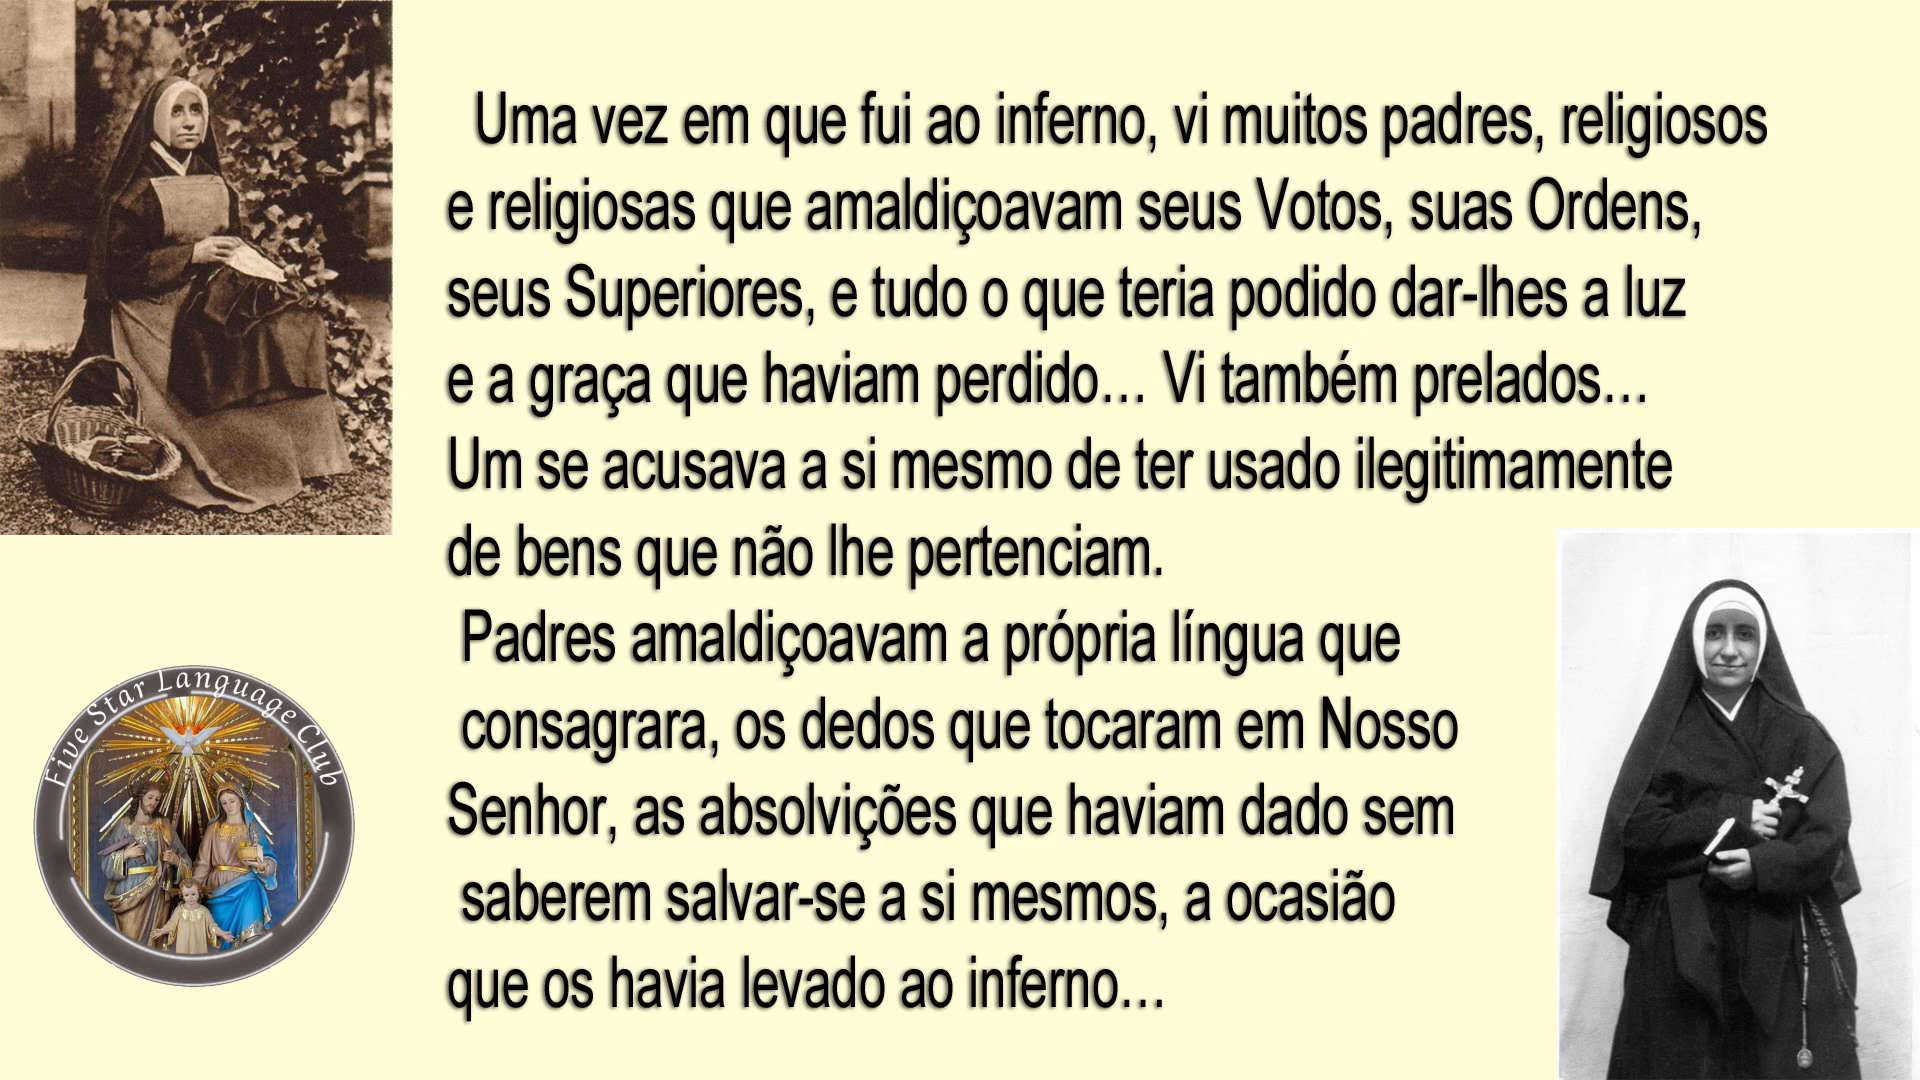 Uma vez em que fui ao inferno, vi muitos padres, religiosos
e religiosas que amaldiçoavam seus Votos, suas Ordens,
seus Superiores, e tudo o que teria podido dar-lhes a luz
e a graça que haviam perdido… Vi também prelados…
Um se acusava a si mesmo de ter usado ilegitimamente
de bens que não lhe pertenciam.
Padres amaldiçoavam a própria língua que
consagrara, os dedos que tocaram em Nosso
Senhor, as absolvições que haviam dado sem
saberem salvar-se a si mesmos, a ocasião
que os havia levado ao inferno…
Five Star Language Club